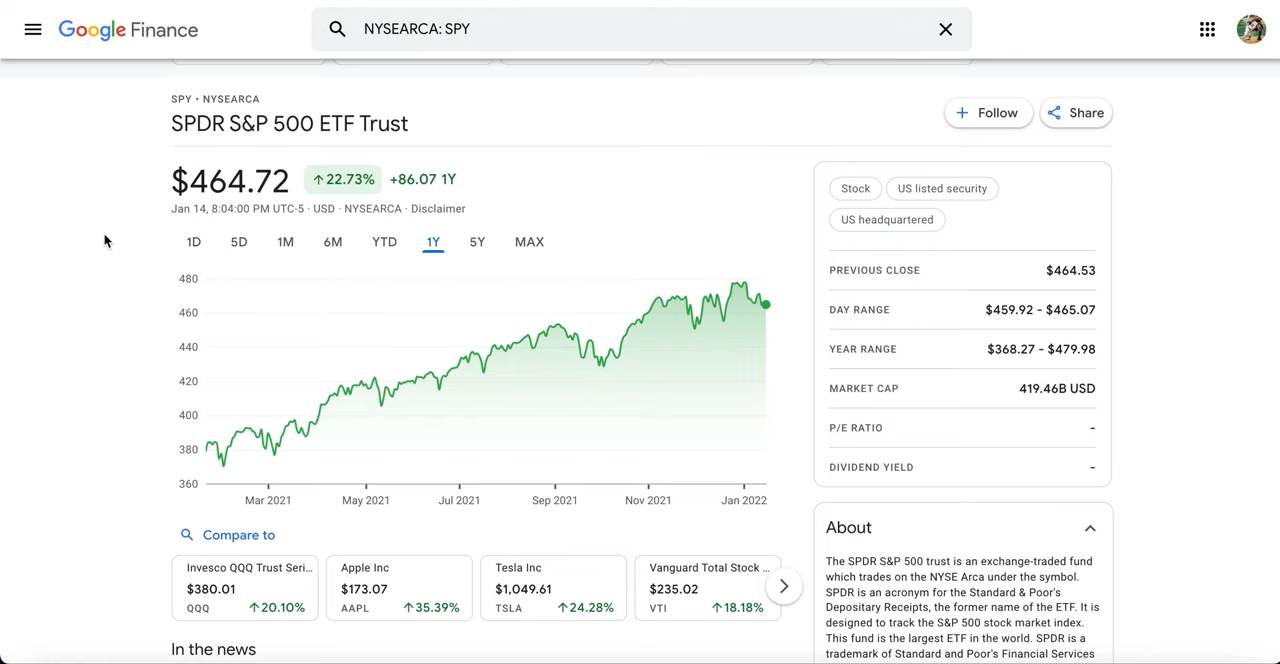 Google Finance
NYSEARCA: SPY
SPY • NYSEARCA
SPDR S&P 500 ETF Trust
Follow
Share
$464.72
22.73%
+86.07 1Y
Jan 14, 8:04:00 PM UTC-5 · USD · NYSEARCA · Disclaimer
1D 5D 1M 6M YTD 1Y 5Y MAX
480
460
440
420
400
380
360
Mar 2021 May 2021 Jul 2021 Sep 2021 Nov 2021 Jan 2022
Compare to
Invesco QQQ Trust Seri...
$380.01
QQQ 20.10%
Apple Inc
$173.07
AAPL 35.39%
Tesla Inc
$1,049.61
TSLA 24.28%
Vanguard Total Stock ...
$235.02
VTI 18.18%
In the news
Stock
US listed security
US headquartered
PREVIOUS CLOSE $464.53
DAY RANGE $459.92 - $465.07
YEAR RANGE $368.27 - $479.98
MARKET CAP 419.46B USD
P/E RATIO -
DIVIDEND YIELD -
About
The SPDR S&P 500 trust is an exchange-traded fund
which trades on the NYSE Arca under the symbol.
SPDR is an acronym for the Standard & Poor's
Depositary Receipts, the former name of the ETF. It is
designed to track the S&P 500 stock market index.
This fund is the largest ETF in the world. SPDR is a
trademark of Standard and Poor's Financial Services